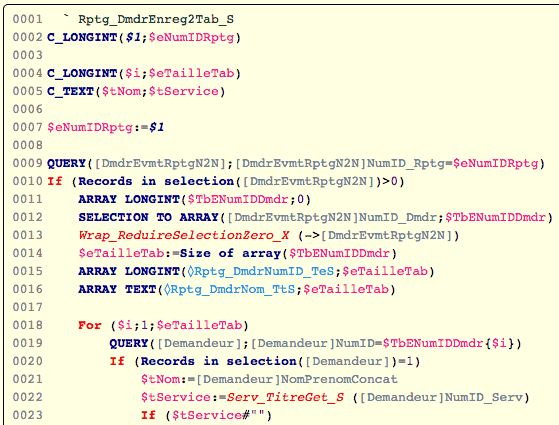 0001 ` Rptg_DmdrEnreg2Tab_S
0002 C_LONGINT($1;$eNumIDRptg)
0003
0004 C_LONGINT($i;$eTailleTab)
0005 C_TEXT($tNom;$tService)
0006
0007 $eNumIDRptg:=$1
0008
0009 QUERY([DmdrEvmtRptgN2N];[DmdrEvmtRptgN2N]NumID_Rptg=$eNumIDRptg)
0010 If (Records in selection([DmdrEvmtRptgN2N])>0)
0011 ARRAY LONGINT($TbENumIDDmdr;0)
0012 SELECTION TO ARRAY([DmdrEvmtRptgN2N]NumID_Dmdr;$TbENumIDDmdr)
0013 Wrap_ReduireSelectionZero_X (->[DmdrEvmtRptgN2N])
0014 $eTailleTab:=Size of array($TbENumIDDmdr)
0015 ARRAY LONGINT(◊Rptg_DmdrNumID_TeS;$eTailleTab)
0016 ARRAY TEXT(◊Rptg_DmdrNom_TtS;$eTailleTab)
0017
0018 For ($i;1;$eTailleTab)
0019 QUERY([Demandeur];[Demandeur]NumID=$TbENumIDDmdr{$i})
0020 If (Records in selection([Demandeur])=1)
0021 $tNom:=[Demandeur]NomPrenomConcat
0022 $tService:=Serv_TitreGet_S ([Demandeur]NumID_Serv)
0023 If ($tService#"")